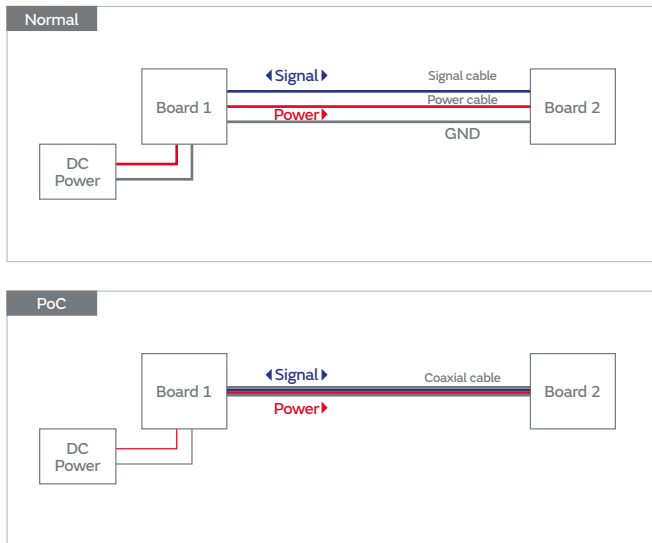 Normal
◀Signal▶
Signal cable
Board 1
Power cable
Board 2
Power▶
GND
DC
Power
PoC
◀Signal▶
Coaxial cable
Board 1
Board 2
Power▶
DC
Power